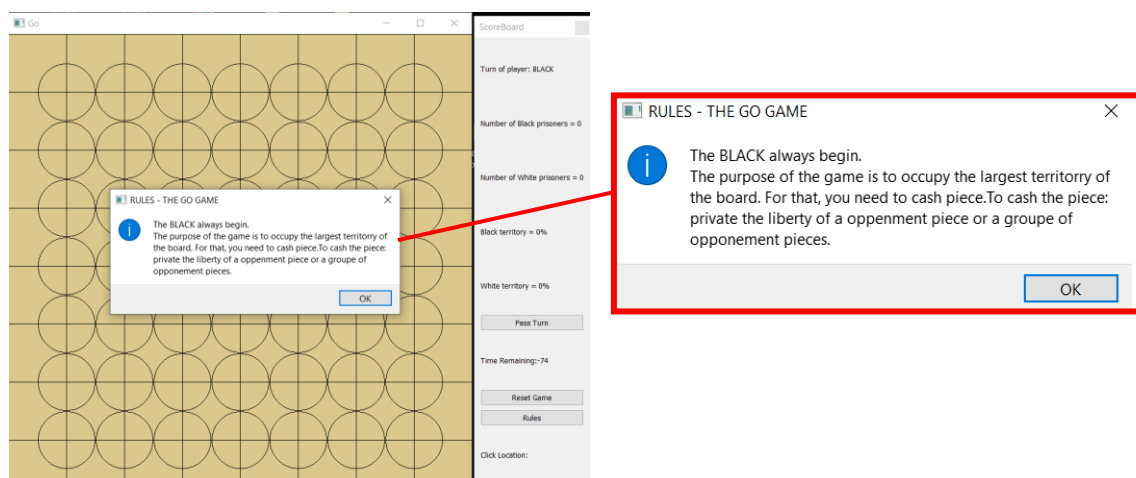 Go
ScoreBoard
Turn of player: BLACK
Number of Black prisoners = 0
Number of White prisoners = 0
Black territory = 0%
White territory = 0%
Pass Turn
Time Remaining:-74
Reset Game
Rules
Click Location:
RULES - THE GO GAME
The BLACK always begin.
The purpose of the game is to occupy the largest territorry of
the board. For that, you need to cash piece.To cash the piece:
private the liberty of a oppenment piece or a groupe of
opponement pieces.
OK
RULES - THE GO GAME
The BLACK always begin.
The purpose of the game is to occupy the largest territorry of
the board. For that, you need to cash piece.To cash the piece:
private the liberty of a oppenment piece or a groupe of
opponement pieces.
OK